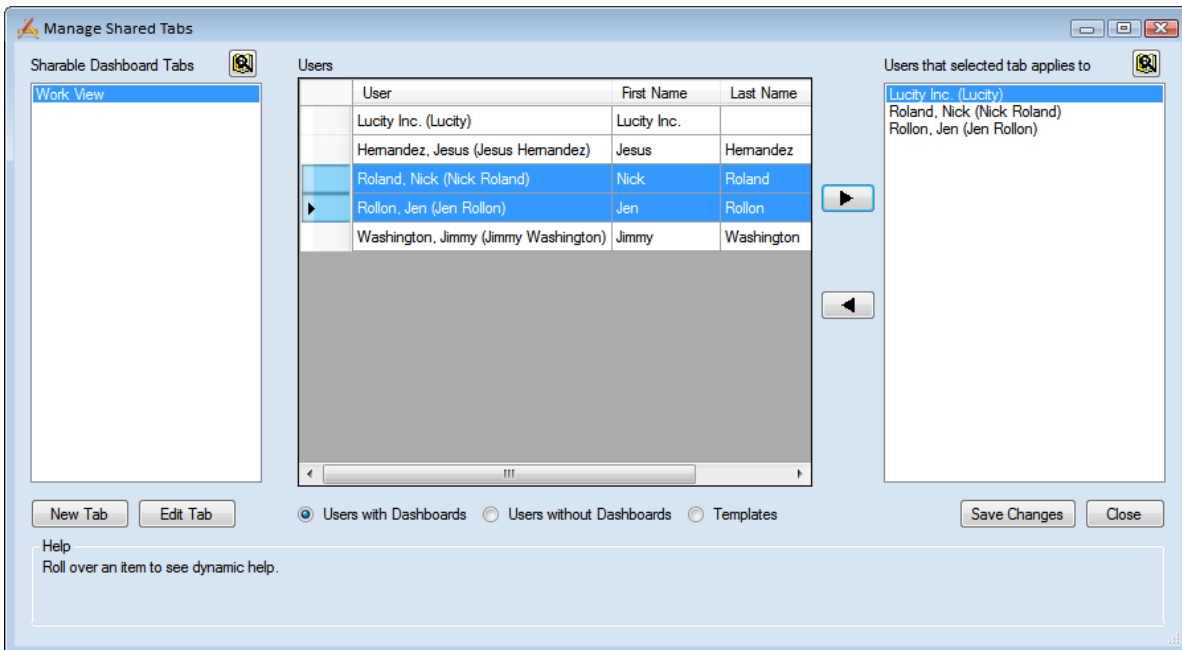 Manage Shared Tabs
Sharable Dashboard Tabs
Work View
Users
User First Name Last Name
Lucity Inc. (Lucity) Lucity Inc.
Hernandez, Jesus (Jesus Hernandez) Jesus Hernandez
Roland, Nick (Nick Roland) Nick Roland
Rollon, Jen (Jen Rollon) Jen Rollon
Washington, Jimmy (Jimmy Washington) Jimmy Washington
Users that selected tab applies to
Lucity Inc. (Lucity)
Roland, Nick (Nick Roland)
Rollon, Jen (Jen Rollon)
New Tab Edit Tab
Users with Dashboards Users without Dashboards Templates
Save Changes Close
Help
Roll over an item to see dynamic help.